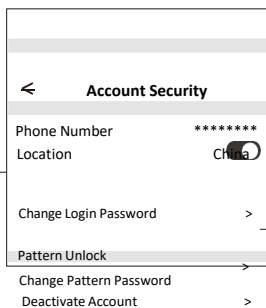 < Account Security
Phone Number ********
Location China
Change Login Password >
Pattern Unlock
>
Change Pattern Password
Deactivate Account >